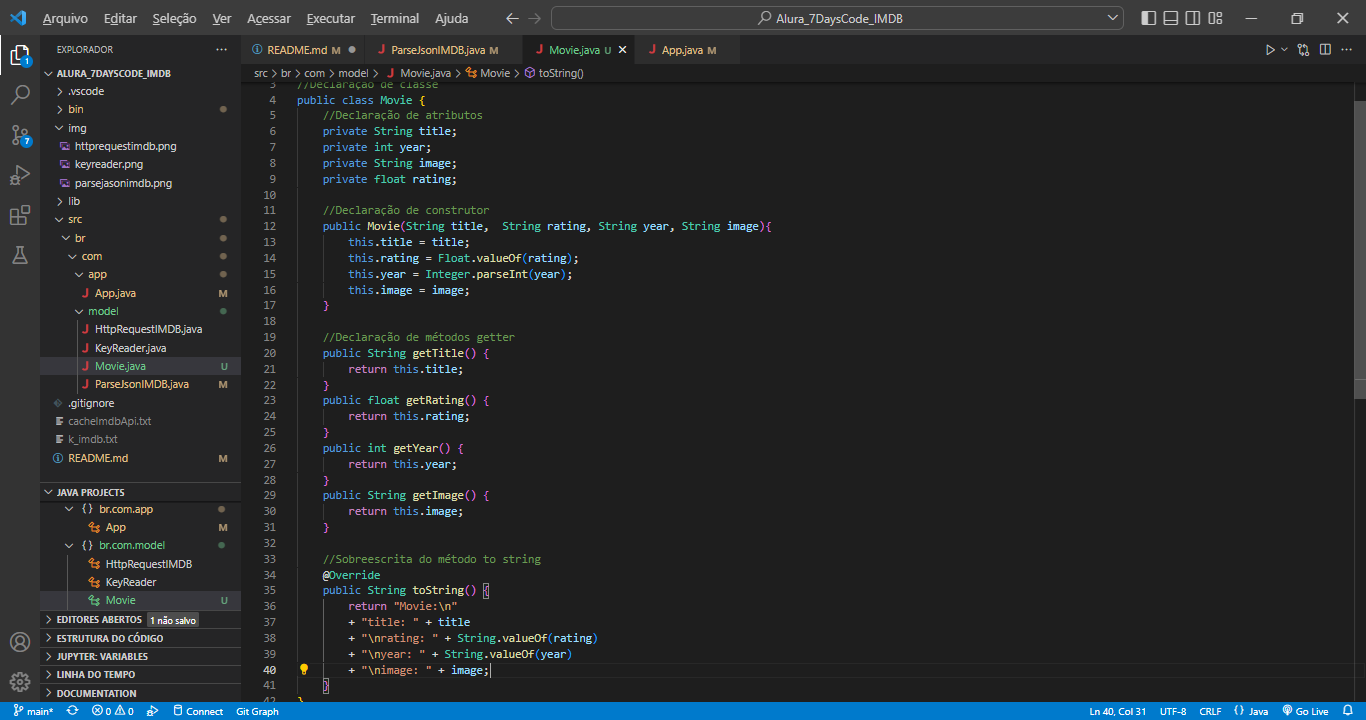 Arquivo Editar Seleção Ver Acessar Executar Terminal Ajuda Alura_7DaysCode_IMDB
EXPLORADOR ···
README.md M ParseJsonIMDB.java M Movie.java U App.java M
src > br > com > model > Movie.java > Movie > toString()
ALURA_7DAYSCODE_IMDB
.vscode
bin
img
httprequestimdb.png
keyreader.png
parsejasonimdb.png
lib
src
br
com
app
App.java M
model
HttpRequestIMDB.java
KeyReader.java
Movie.java U
ParseJsonIMDB.java M
.gitignore
cacheImdbApi.txt
k_imdb.txt
README.md M
JAVA PROJECTS
br.com.app
App M
br.com.model
HttpRequestIMDB
KeyReader
Movie U
EDITORES ABERTOS 1 não salvo
ESTRUTURA DO CÓDIGO
JUPYTER: VARIABLES
LINHA DO TEMPO
DOCUMENTATION
1
7
3 //Declaração de classe
4 public class Movie {
5 //Declaração de atributos
6 private String title;
7 private int year;
8 private String image;
9 private float rating;
10
11 //Declaração de construtor
12 public Movie(String title,  String rating, String year, String image){
13 this.title = title;
14 this.rating = Float.valueOf(rating);
15 this.year = Integer.parseInt(year);
16 this.image = image;
17 }
18
19 //Declaração de métodos getter
20 public String getTitle() {
21 return this.title;
22 }
23 public float getRating() {
24 return this.rating;
25 }
26 public int getYear() {
27 return this.year;
28 }
29 public String getImage() {
30 return this.image;
31 }
32
33 //Sobreescrita do método to string
34 @Override
35 public String toString() {
36 return "Movie:\n"
37 + "title: " + title
38 + "\nrating: " + String.valueOf(rating)
39 + "\nyear: " + String.valueOf(year)
40 + "\nimage: " + image;
41 }
42 }
main* 0 0 Connect Git Graph Ln 40, Col 31 UTF-8 CRLF {} Java Go Live